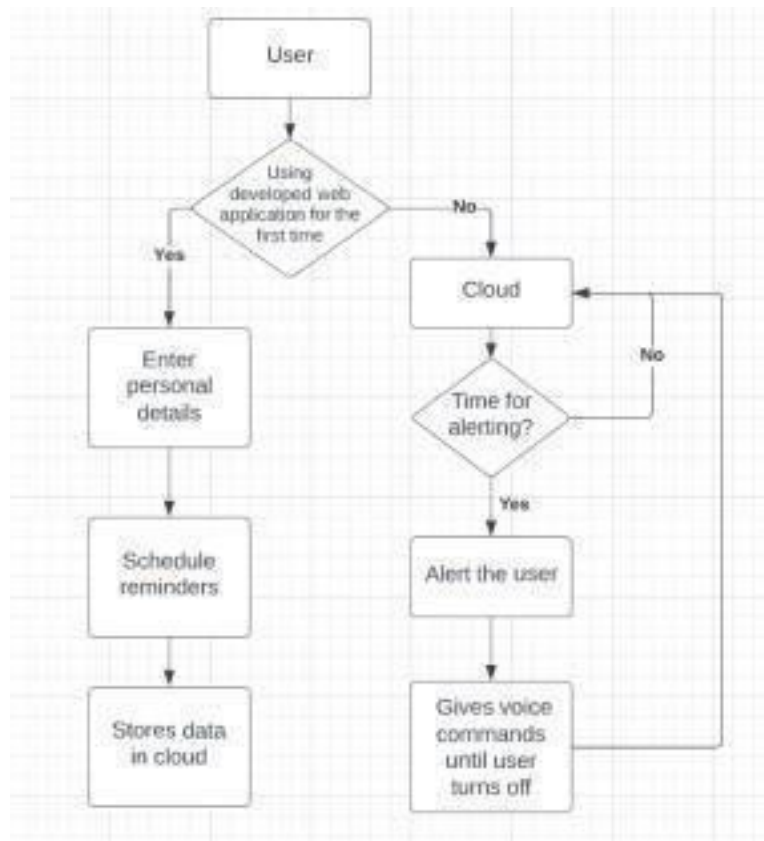 User
Using
developed web
application for the
first time
No
Yes
Cloud
Enter
personal
details
No
Time for
alerting?
Yes
Schedule
reminders
Alert the user
Stores data
in cloud
Gives voice
commands
until user
turns off